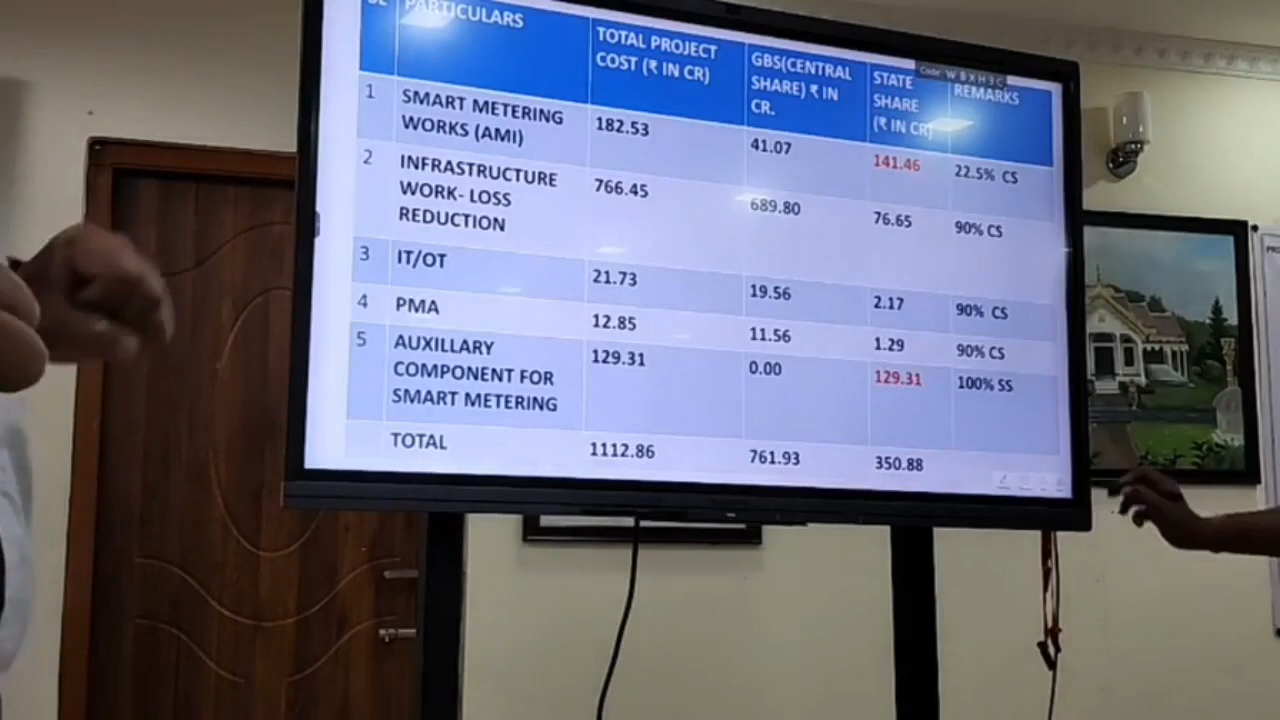 SL PARTICULARS TOTAL PROJECT COST (₹ IN CR) GBS(CENTRAL SHARE) ₹ IN CR. STATE SHARE (₹ IN CR) REMARKS
Code: W B X H 3 C
1 SMART METERING WORKS (AMI) 182.53 41.07 141.46 22.5% CS
2 INFRASTRUCTURE WORK- LOSS REDUCTION 766.45 689.80 76.65 90% CS
3 IT/OT 21.73 19.56 2.17 90% CS
4 PMA 12.85 11.56 1.29 90% CS
5 AUXILLARY COMPONENT FOR SMART METERING 129.31 0.00 129.31 100% SS
TOTAL 1112.86 761.93 350.88